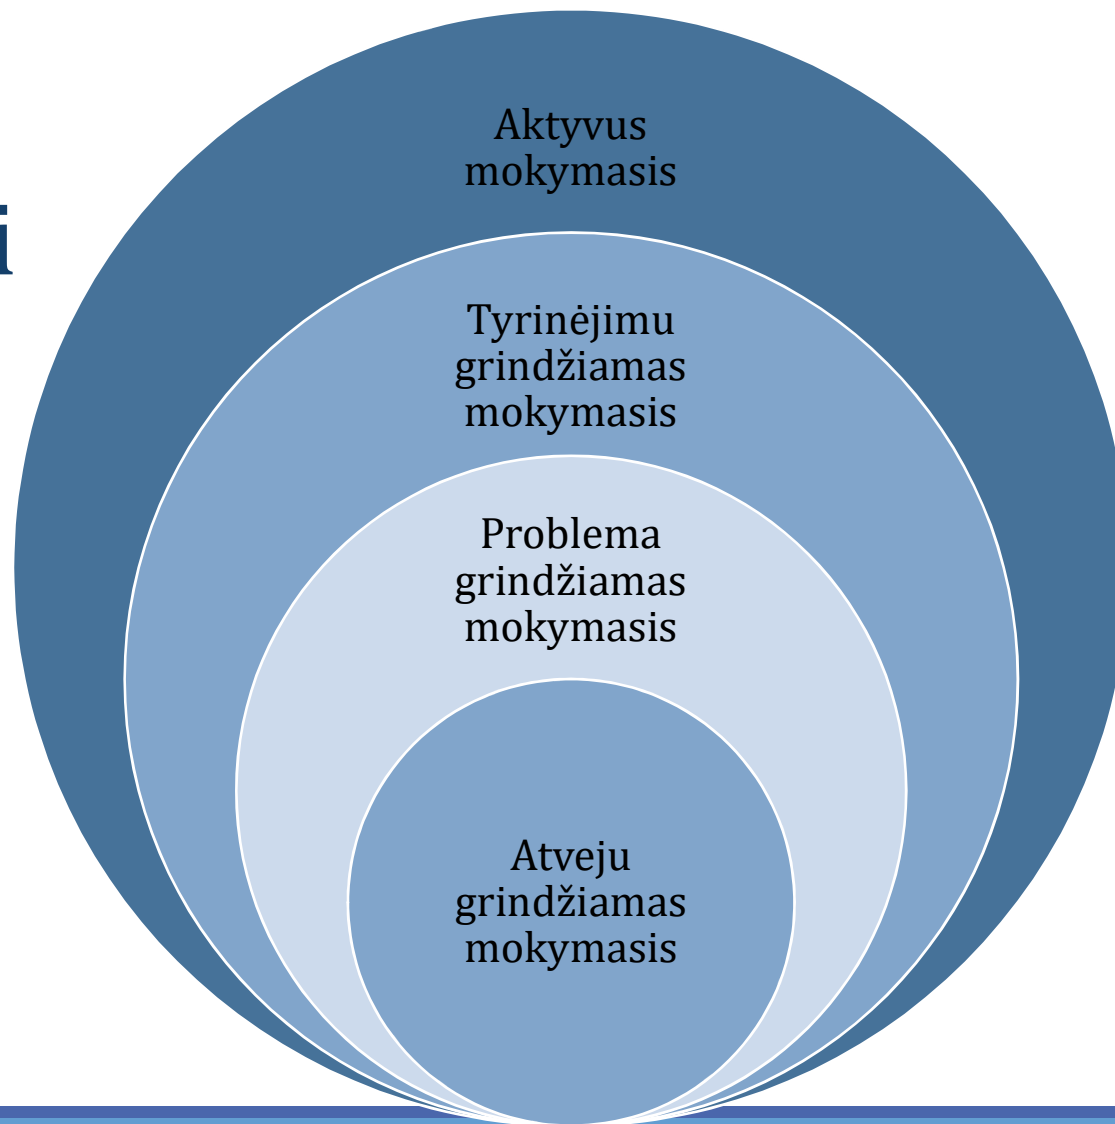 Aktyvus
mokymasis
i
Tyrinėjimu
grindžiamas
mokymasis
Problema
grindžiamas
mokymasis
Atveju
grindžiamas
mokymasis